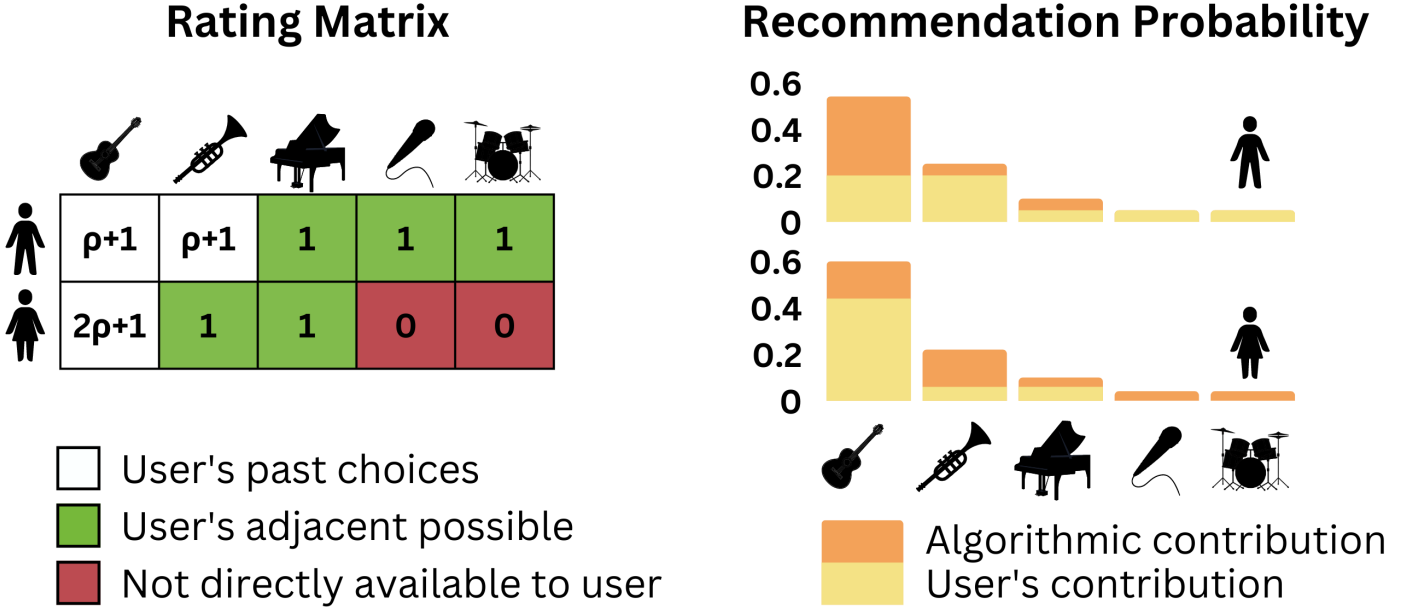 Rating Matrix
ρ+1 ρ+1 1 1 1
2ρ+1 1 1 0 0
User's past choices
User's adjacent possible
Not directly available to user
Recommendation Probability
0.6
0.4
0.2
0
0.6
0.4
0.2
0
Algorithmic contribution
User's contribution